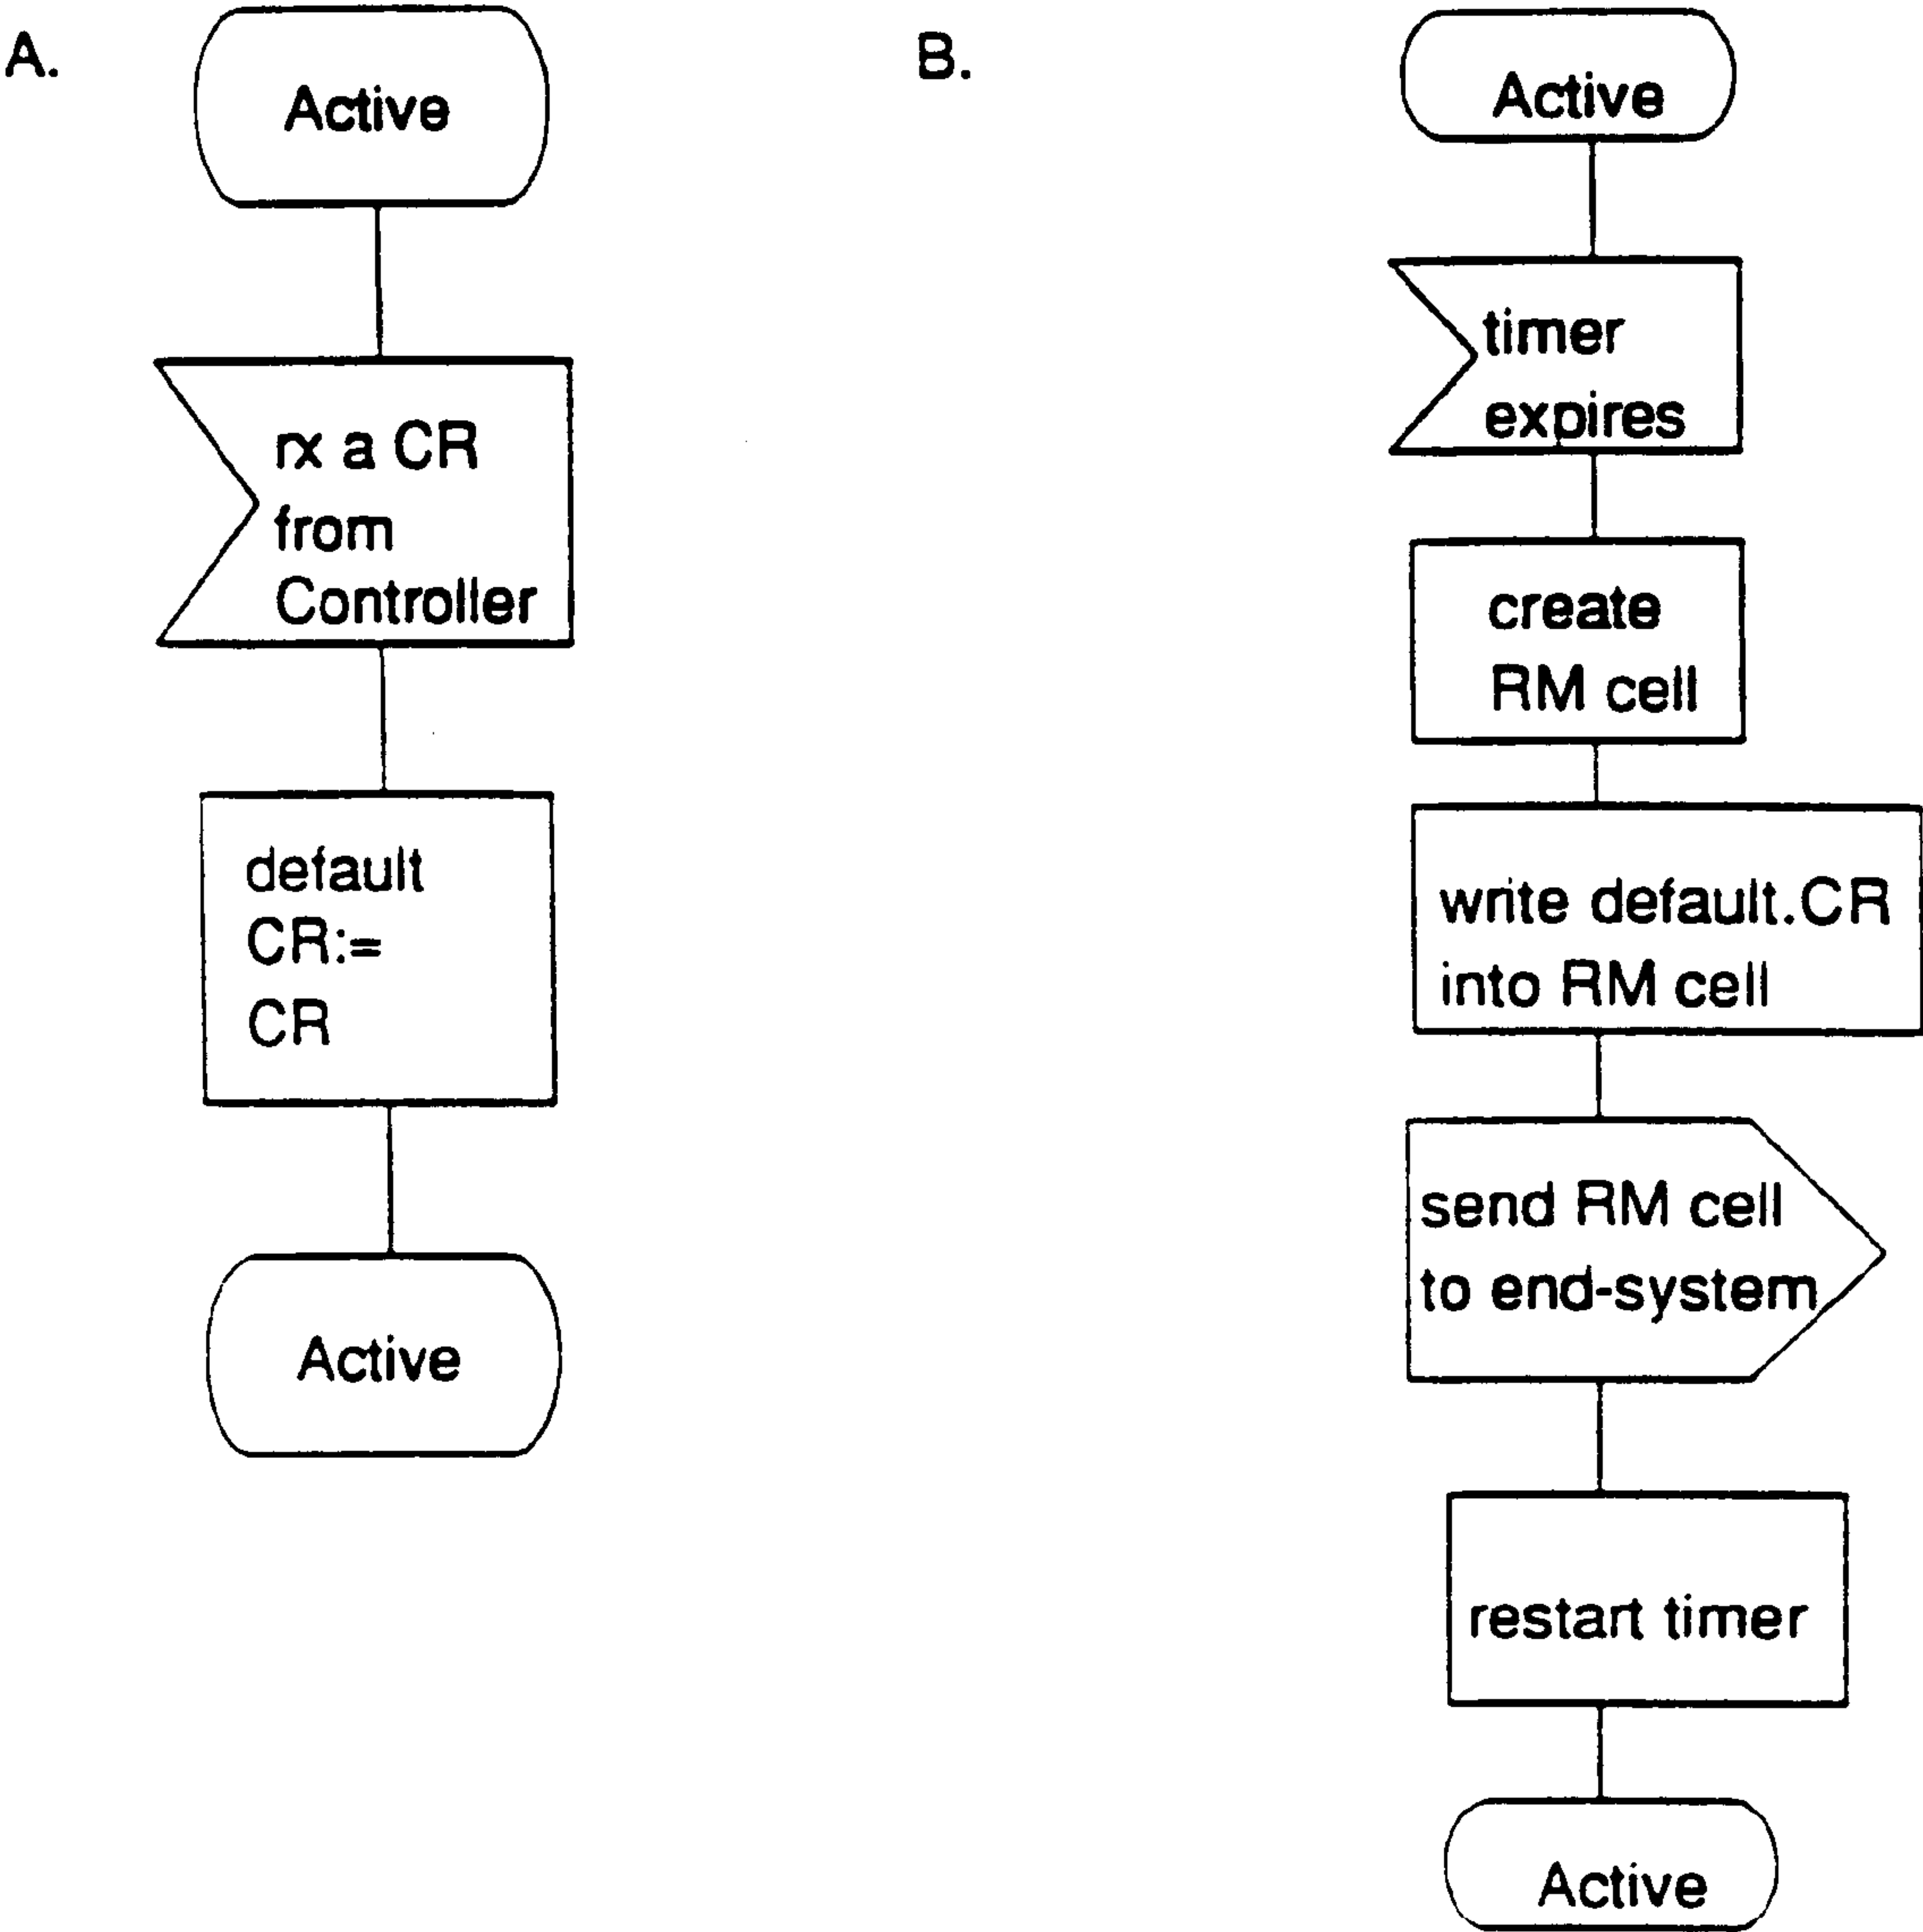 A.
Active
rx a CR
from
Controller
default
CR:=
CR
Active
B.
Active
timer
expires
create
RM cell
write default.CR
into RM cell
send RM cell
to end-system
restart timer
Active